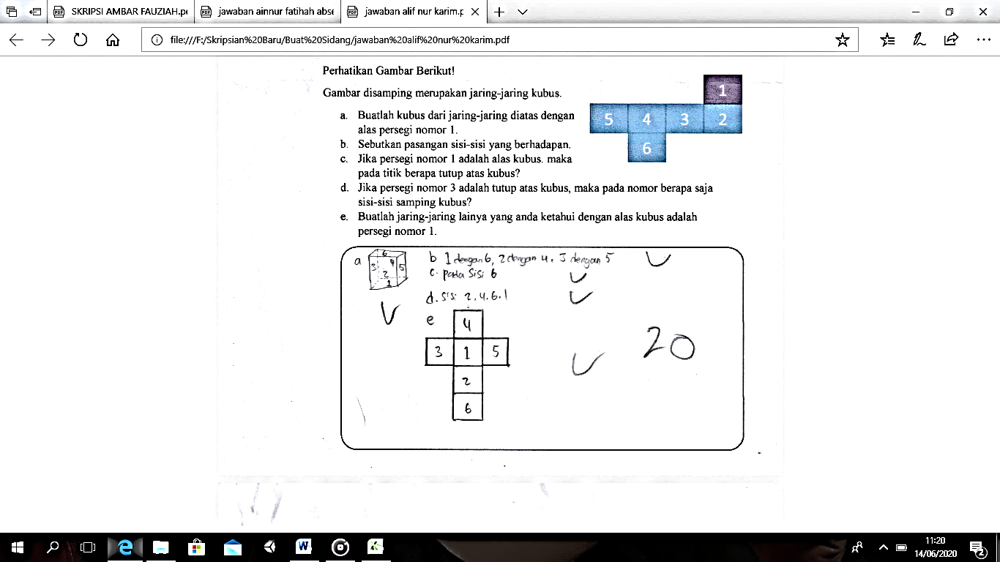 SKRIPSI AMBAR FAUZIAH.p
jawaban ainnur fatihah abse
jawaban alif nur karim.p
file:///F:/Skripsian%20Baru/Buat%20Sidang/jawaban%20alif%20nur%20karim.pdf
Perhatikan Gambar Berikut!
Gambar disamping merupakan jaring-jaring kubus.
a. Buatlah kubus dari jaring-jaring diatas dengan
alas persegi nomor 1.
b. Sebutkan pasangan sisi-sisi yang berhadapan.
c. Jika persegi nomor 1 adalah alas kubus. maka
pada titik berapa tutup atas kubus?
d. Jika persegi nomor 3 adalah tutup atas kubus, maka pada nomor berapa saja
sisi-sisi samping kubus?
e. Buatlah jaring-jaring lainya yang anda ketahui dengan alas kubus adalah
persegi nomor 1.
1
5 4 3 2
6
a
6
3 4 5
2
1
b 1 dengan 6, 2 dengan 4, 3 dengan 5
c. pada sisi 6
d. sisi 2.4.6.1
e
4
3 1 5
2
6
20
11:20
14/06/2020
2